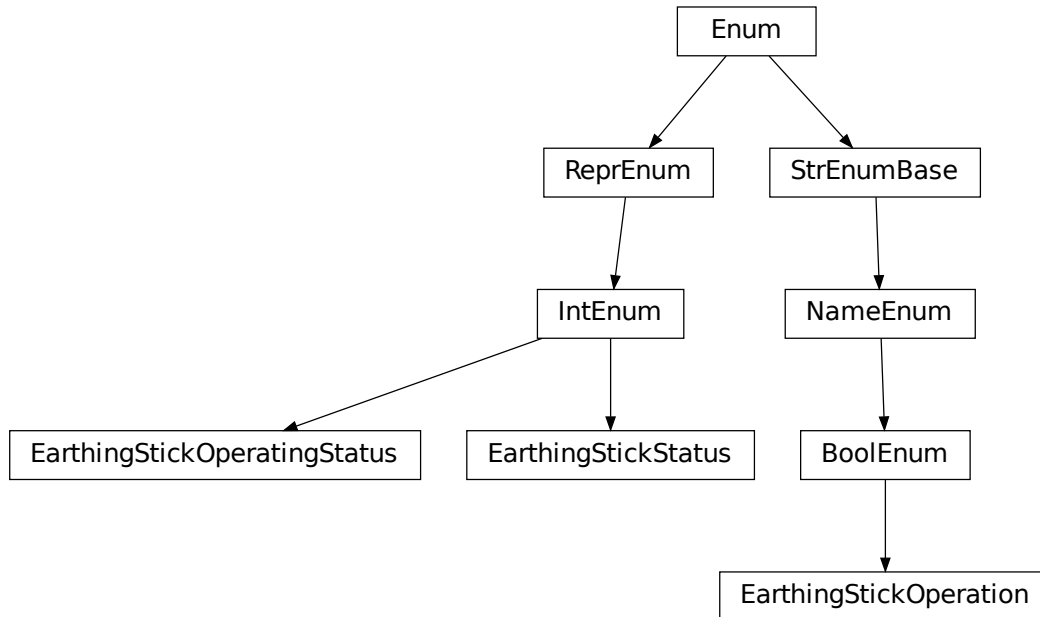 Enum
ReprEnum
StrEnumBase
IntEnum
NameEnum
EarthingStickOperatingStatus
EarthingStickStatus
BoolEnum
EarthingStickOperation